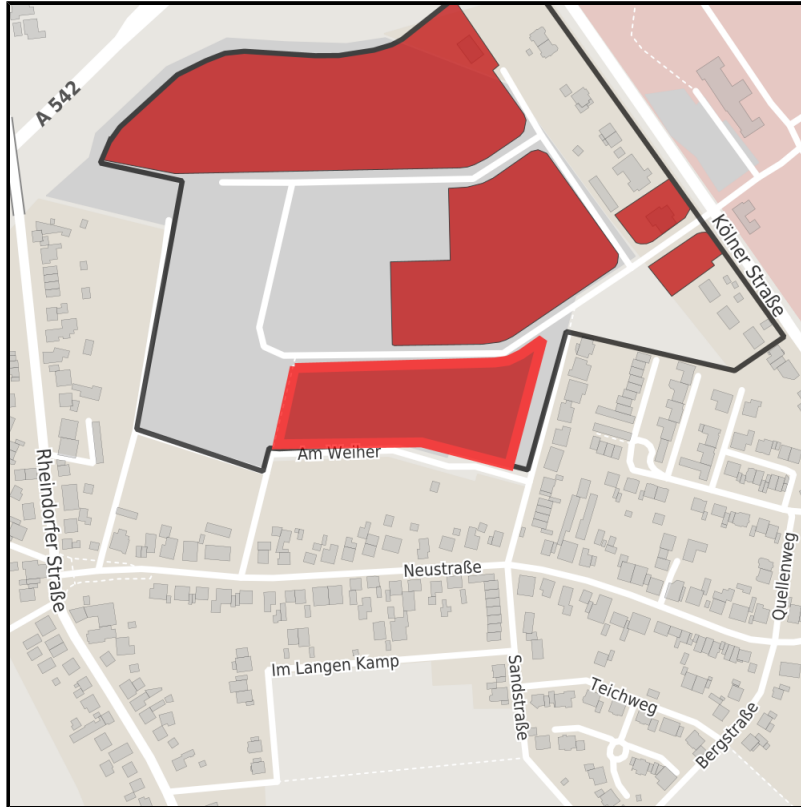 A 542
Kölner Straße
Am Weiher
Rheindorfer Straße
Neustraße
Quellenweg
Im Langen Kamp
Sandstraße
Teichweg
Bergstraße